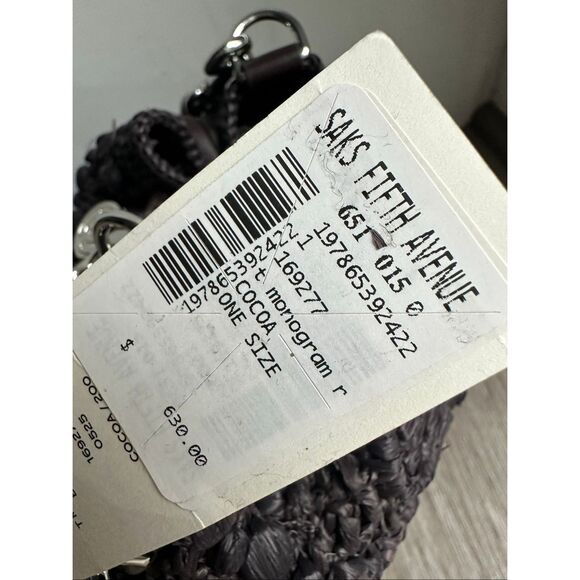 SAKS FIFTH AVENUE
651 015 0
197865392422
1
169277
t monogram r
COCOA
ONE SIZE
197865392422
$ 630.00
COCOA/200
0525